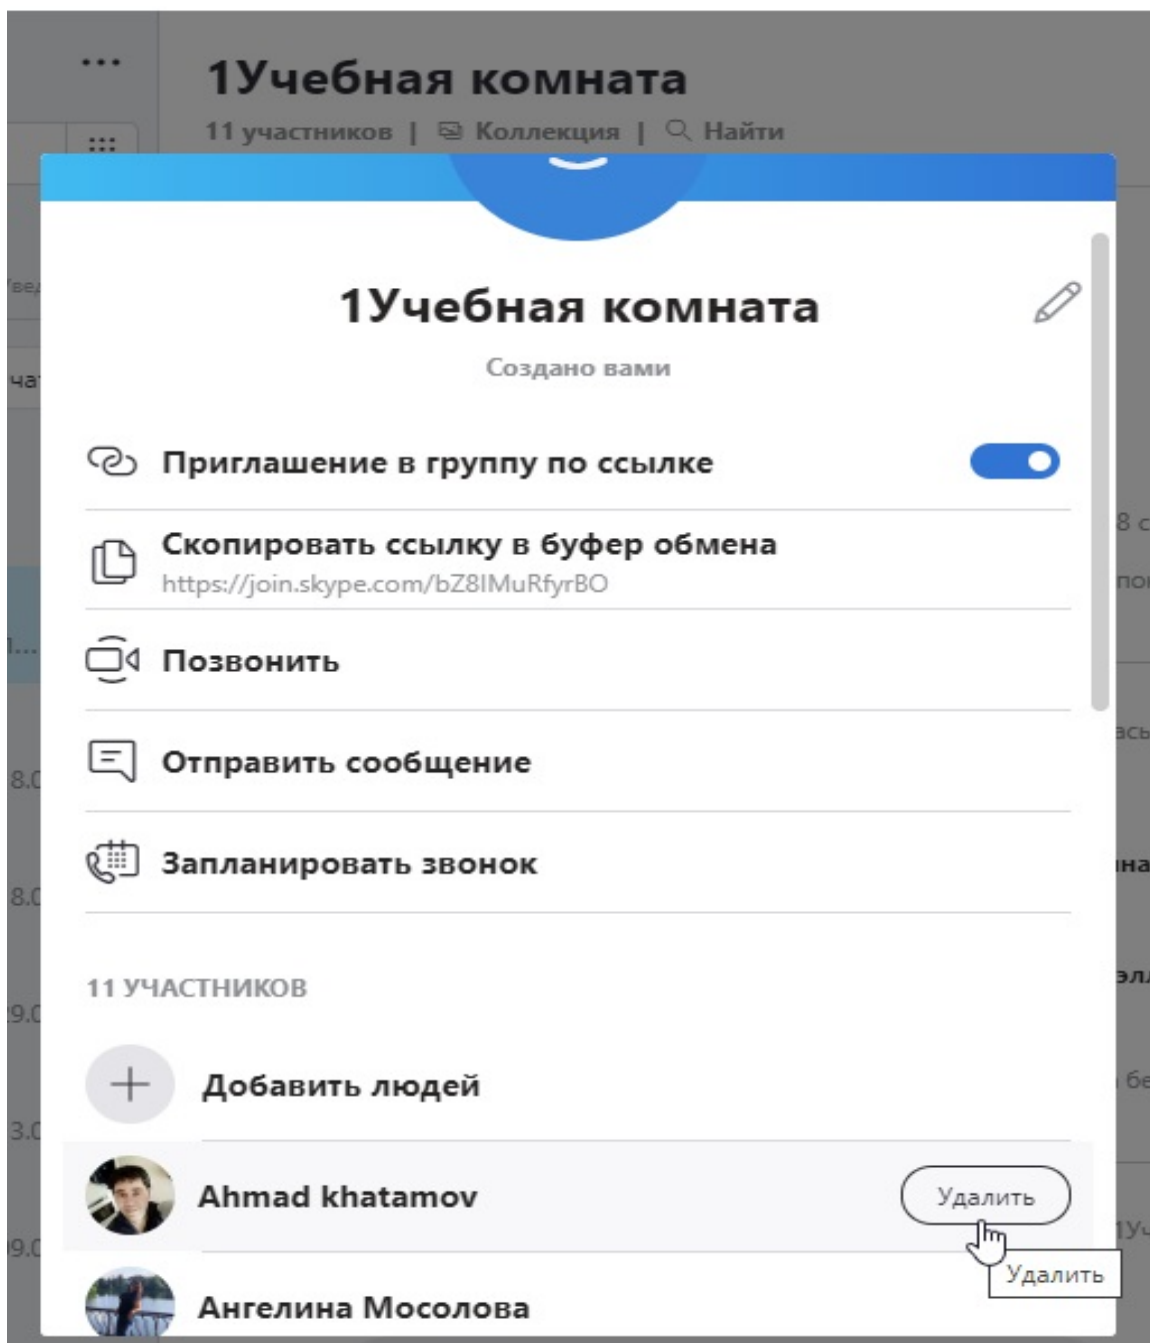 1Учебная комната
11 участников | Коллекция | Найти
1Учебная комната
Создано вами
Приглашение в группу по ссылке
Скопировать ссылку в буфер обмена
https://join.skype.com/bZ8IMuRfyrBO
Позвонить
Отправить сообщение
Запланировать звонок
11 УЧАСТНИКОВ
Добавить людей
Ahmad khatamov
Удалить
Удалить
Ангелина Мосолова